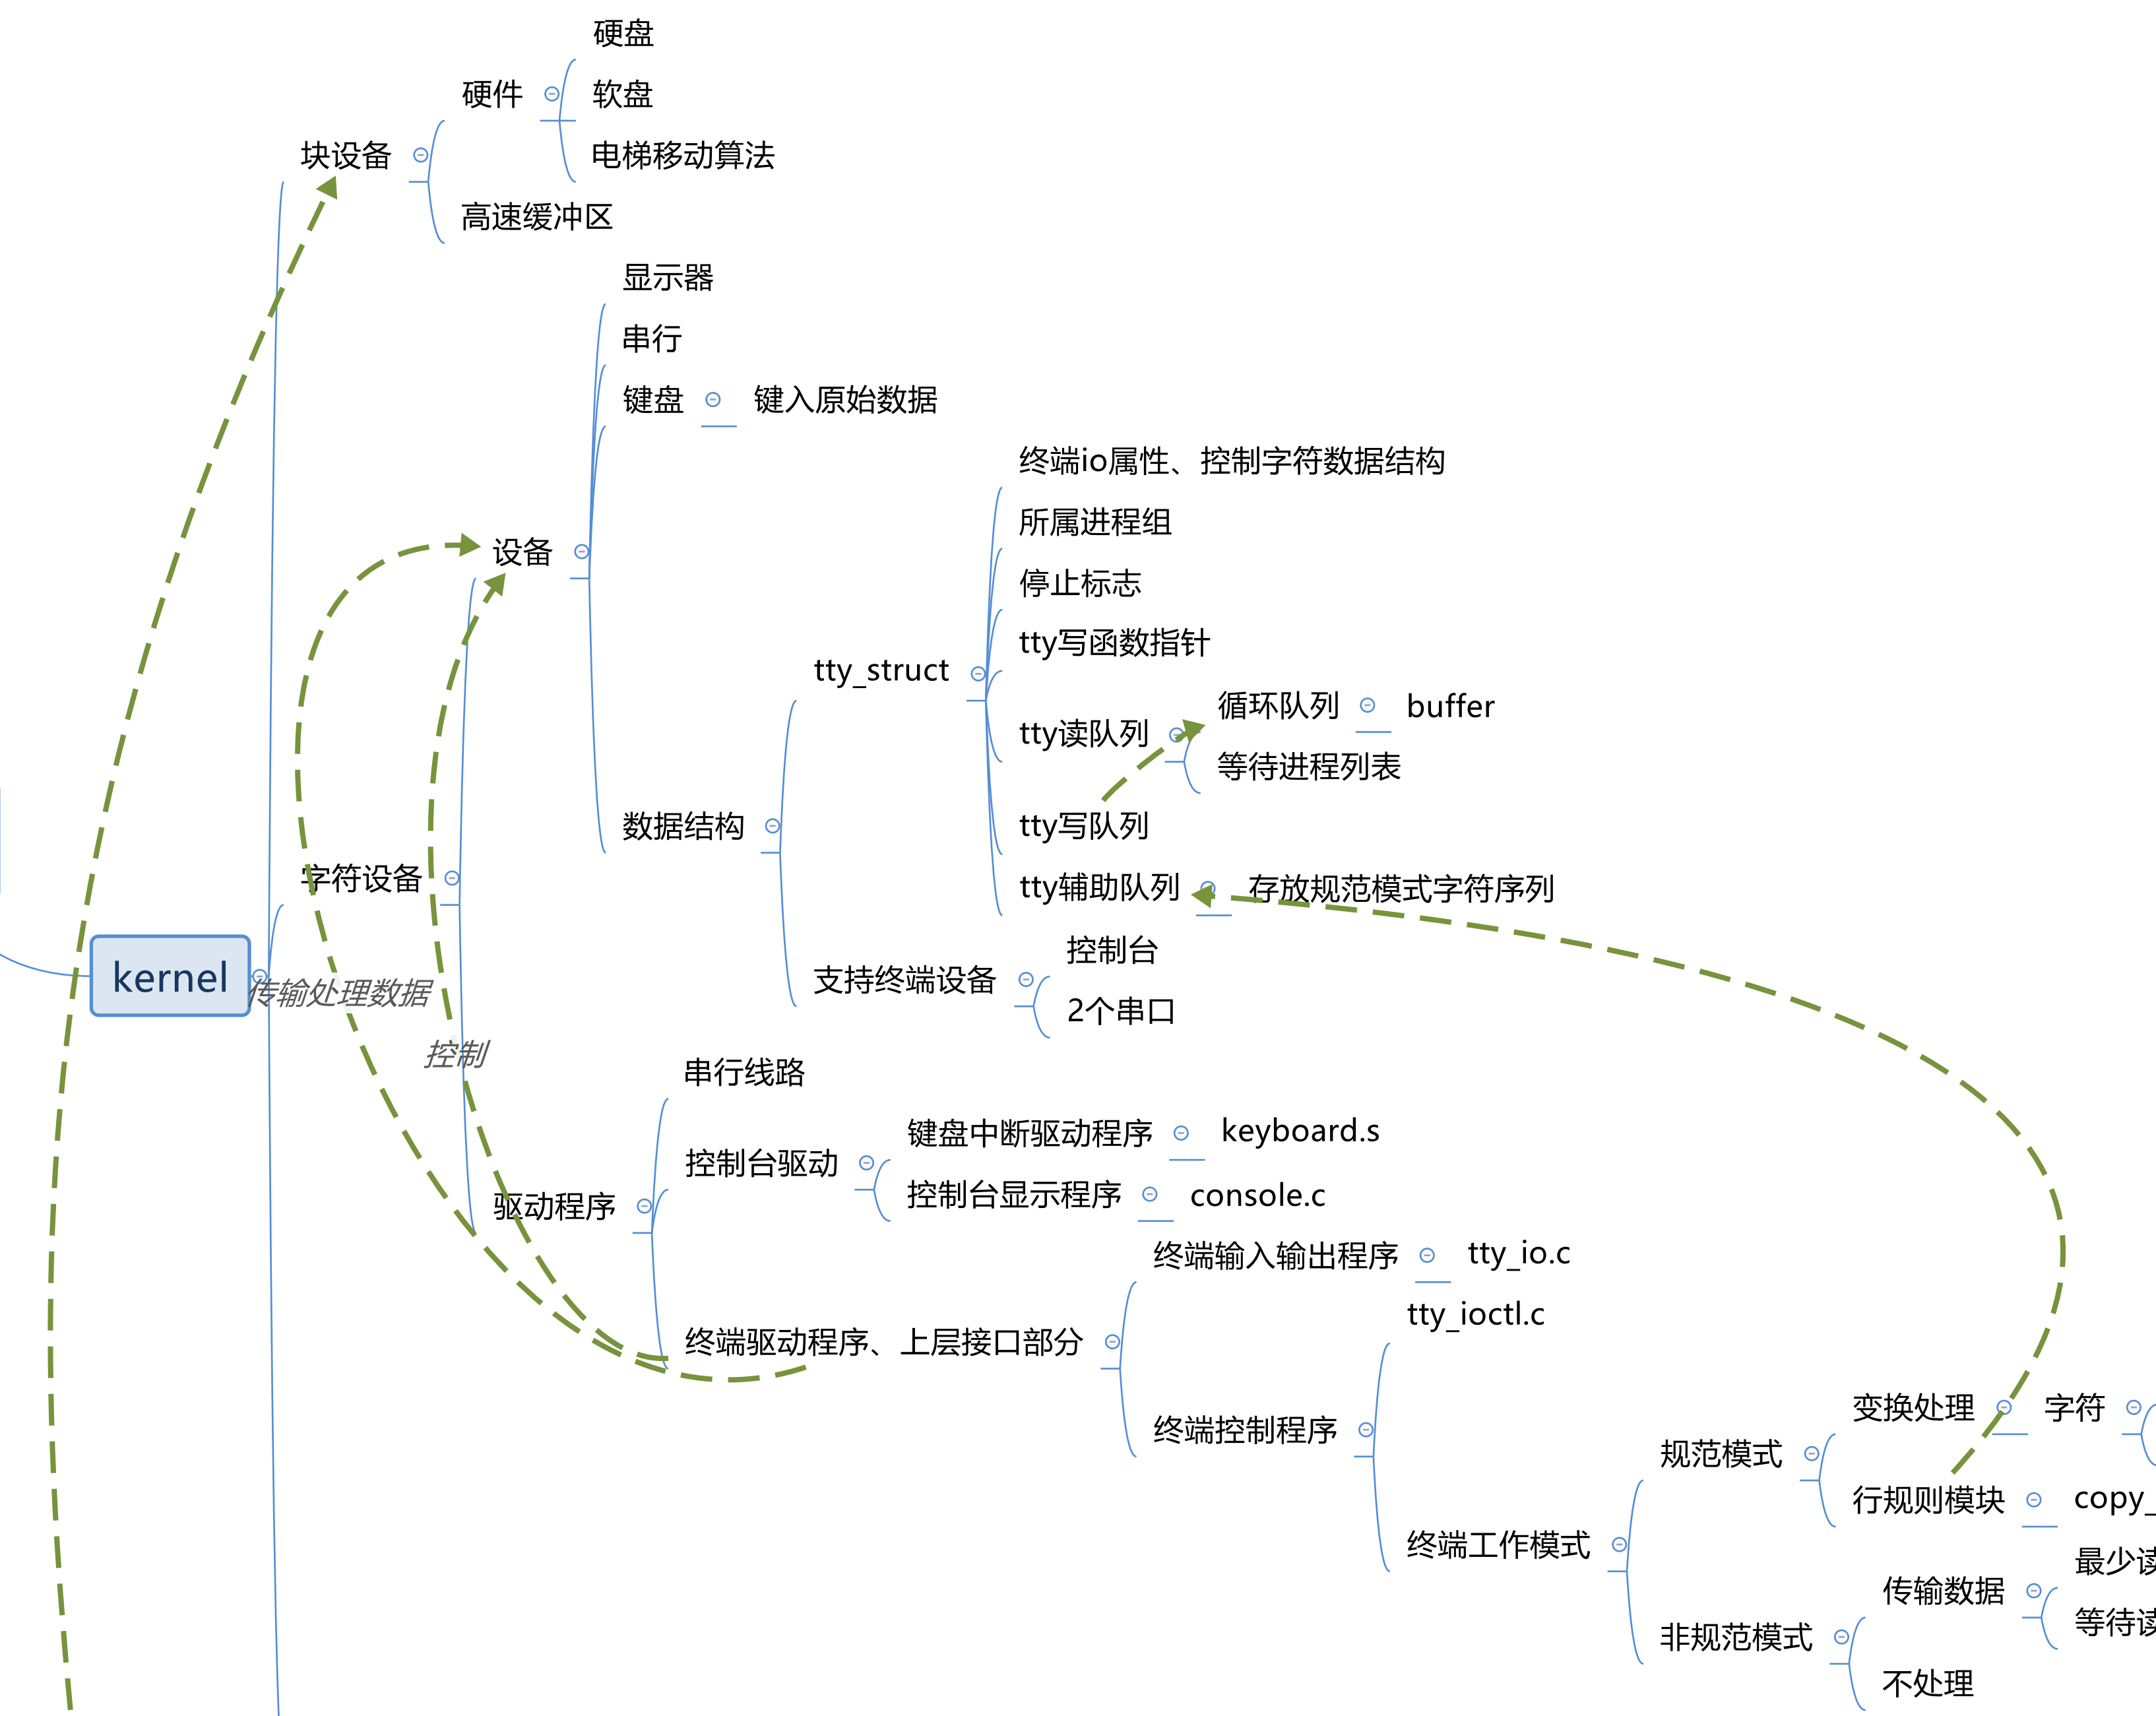 硬盘
硬件
软盘
块设备
电梯移动算法
高速缓冲区
显示器
串行
键盘
键入原始数据
终端io属性、控制字符数据结构
所属进程组
设备
停止标志
tty写函数指针
tty_struct
循环队列
buffer
tty读队列
等待进程列表
数据结构
tty写队列
字符设备
tty辅助队列
存放规范模式字符序列
控制台
kernel
传输处理数据
支持终端设备
2个串口
控制
串行线路
键盘中断驱动程序
keyboard.s
控制台驱动
控制台显示程序
console.c
驱动程序
终端输入输出程序
tty_io.c
tty_ioctl.c
终端驱动程序、上层接口部分
变换处理
字符
终端控制程序
规范模式
行规则模块
copy_
终端工作模式
最少读
传输数据
等待读
非规范模式
不处理